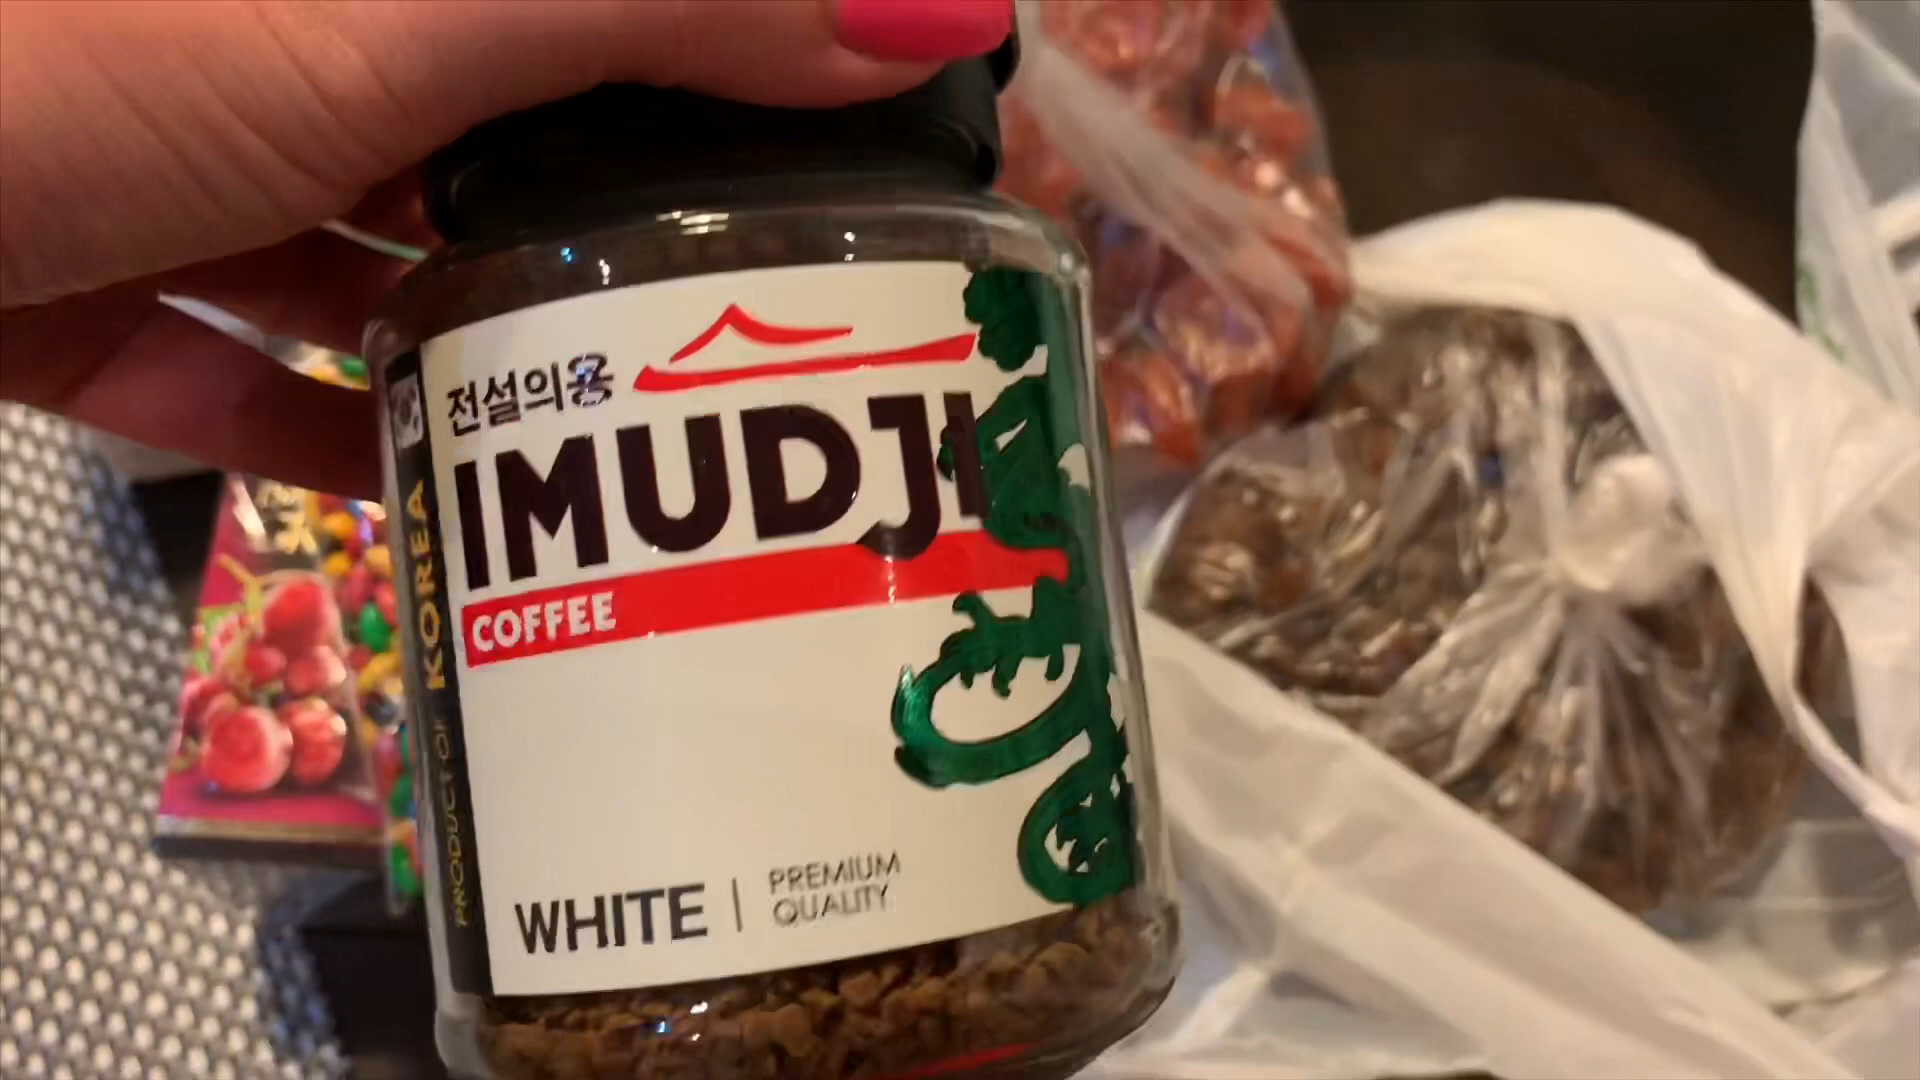 전설의용
IMUDJI
COFFEE
WHITE
PREMIUM
QUALITY
PRODUCT OF KOREA